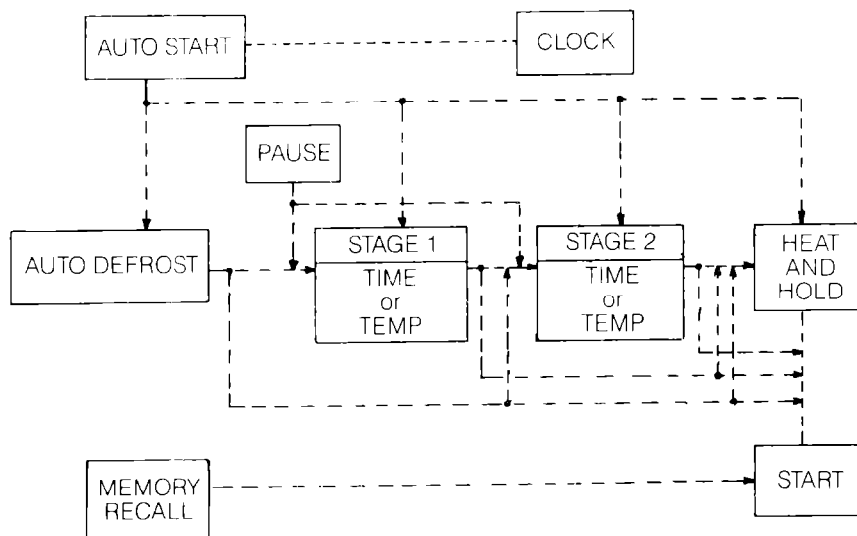 AUTO START
CLOCK
PAUSE
AUTO DEFROST
STAGE 1
TIME
or
TEMP
STAGE 2
TIME
or
TEMP
HEAT
AND
HOLD
MEMORY
RECALL
START